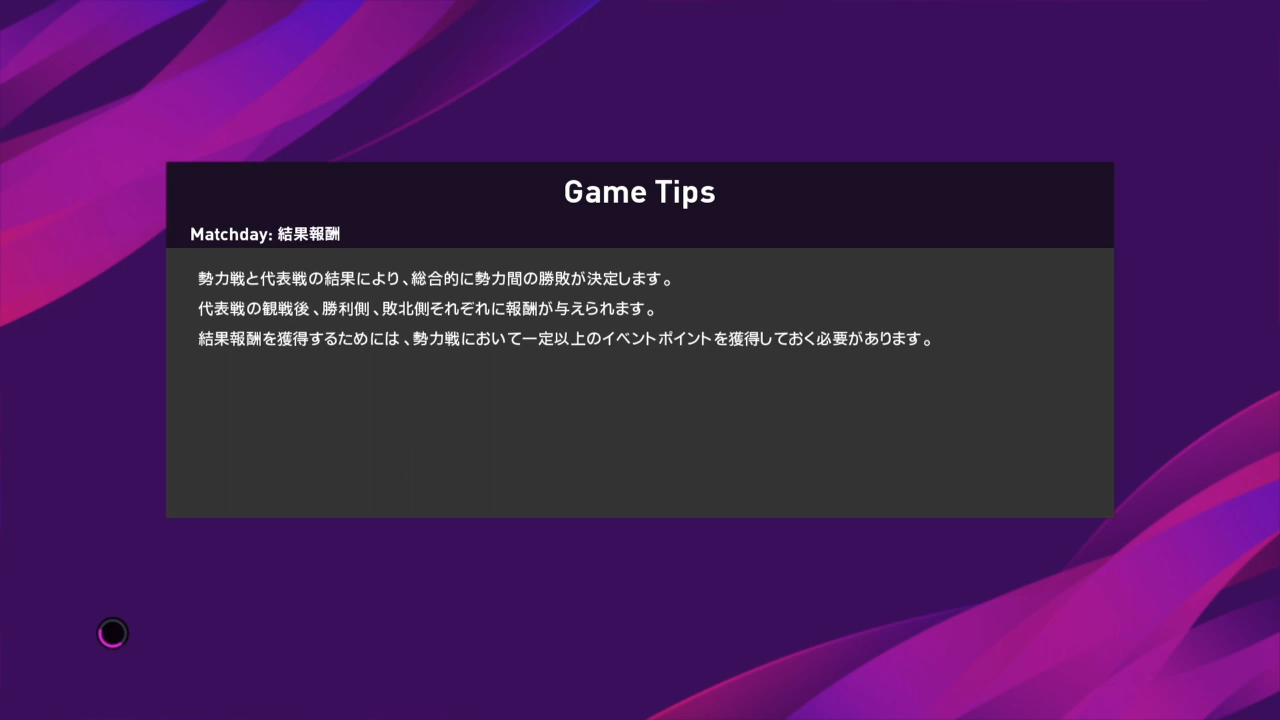 Game Tips
Matchday: 結果報酬
勢力戦と代表戦の結果により、総合的に勢力間の勝敗が決定します。
代表戦の観戦後、勝利側、敗北側それぞれに報酬が与えられます。
結果報酬を獲得するためには、勢力戦において一定以上のイベントポイントを獲得しておく必要があります。